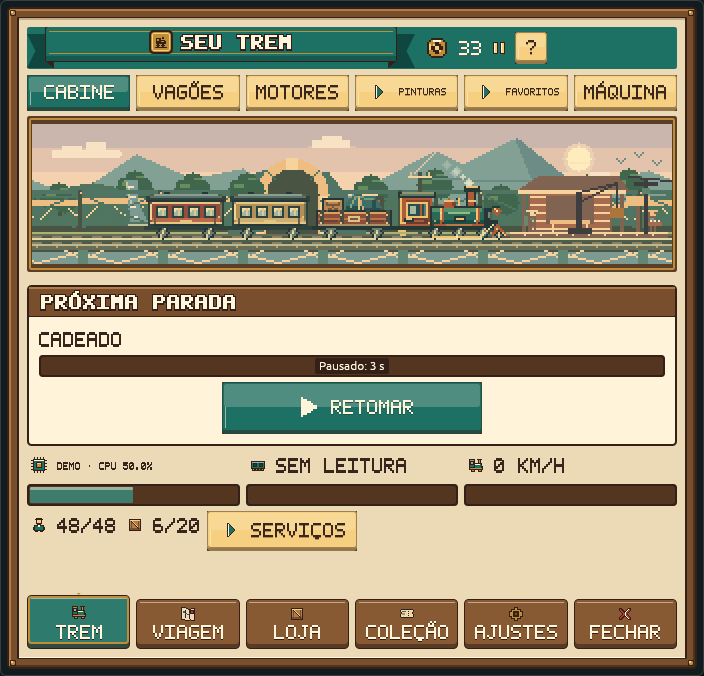 SEU TREM
33
?
CABINE
VAGÕES
MOTORES
PINTURAS
FAVORITOS
MÁQUINA
PRÓXIMA PARADA
CADEADO
Pausado: 3 s
RETOMAR
DEMO · CPU 50.0%
SEM LEITURA
0 KM/H
48/48
6/20
SERVIÇOS
TREM
VIAGEM
LOJA
COLEÇÃO
AJUSTES
FECHAR